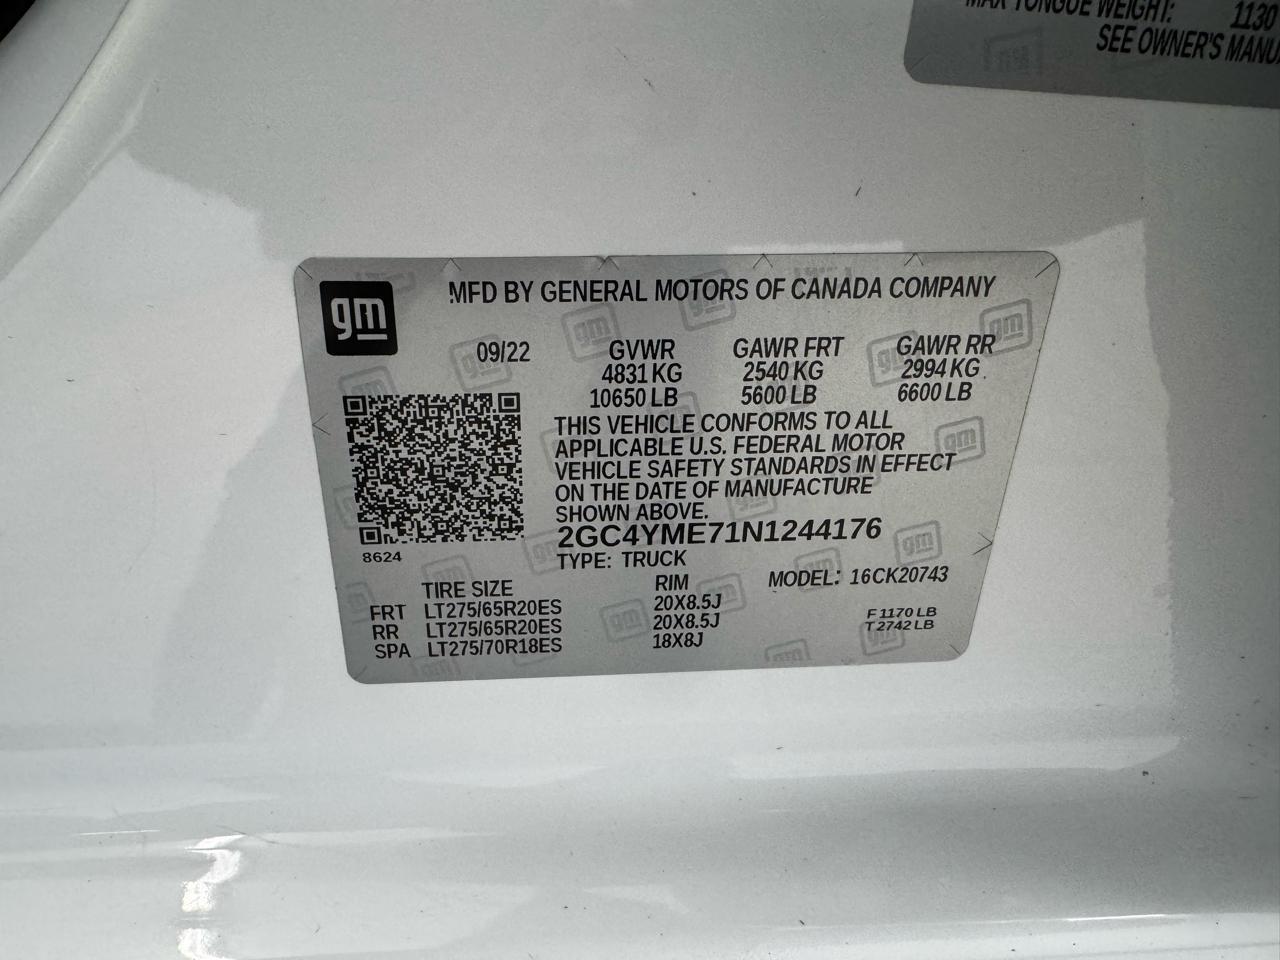 MAX TONGUE WEIGHT: 1130
SEE OWNER'S MANUA
gm
MFD BY GENERAL MOTORS OF CANADA COMPANY
09/22 GVWR GAWR FRT GAWR RR
4831 KG 2540 KG 2994 KG
10650 LB 5600 LB 6600 LB
THIS VEHICLE CONFORMS TO ALL
APPLICABLE U.S. FEDERAL MOTOR
VEHICLE SAFETY STANDARDS IN EFFECT
ON THE DATE OF MANUFACTURE
SHOWN ABOVE.
2GC4YME71N1244176
8624
TYPE: TRUCK
MODEL: 16CK20743
TIRE SIZE RIM
FRT LT275/65R20ES 20X8.5J
RR LT275/65R20ES 20X8.5J
SPA LT275/70R18ES 18X8J
F 1170 LB
T 2742 LB